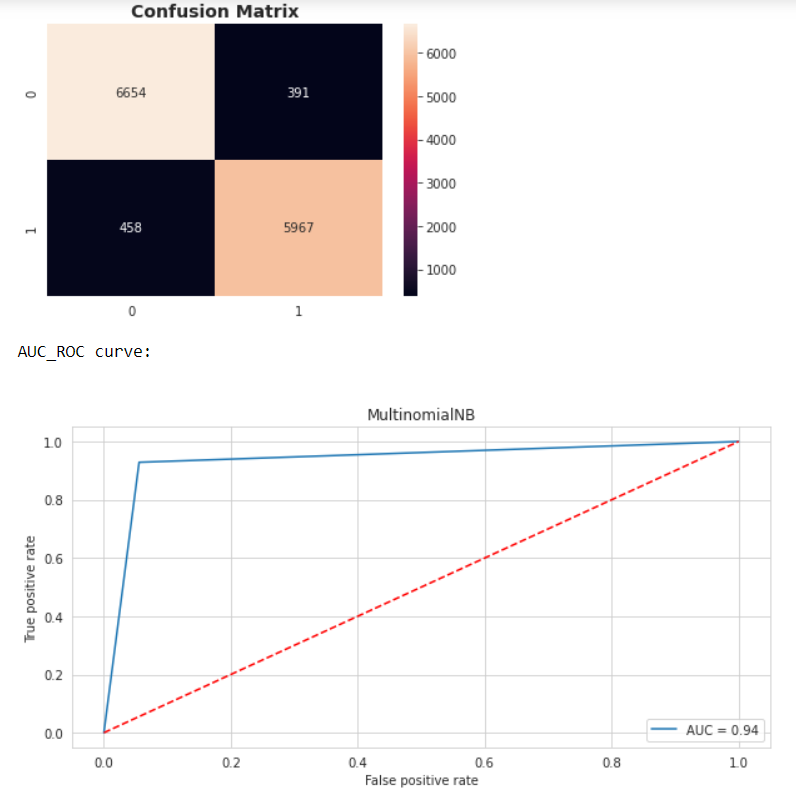 Confusion Matrix
6000
0
6654
391
5000
4000
3000
1
458
5967
2000
1000
0
1
AUC_ROC curve:
MultinomialNB
1.0
0.8
0.6
True positive rate
0.4
0.2
0.0
AUC = 0.94
0.0 0.2 0.4 0.6 0.8 1.0
False positive rate